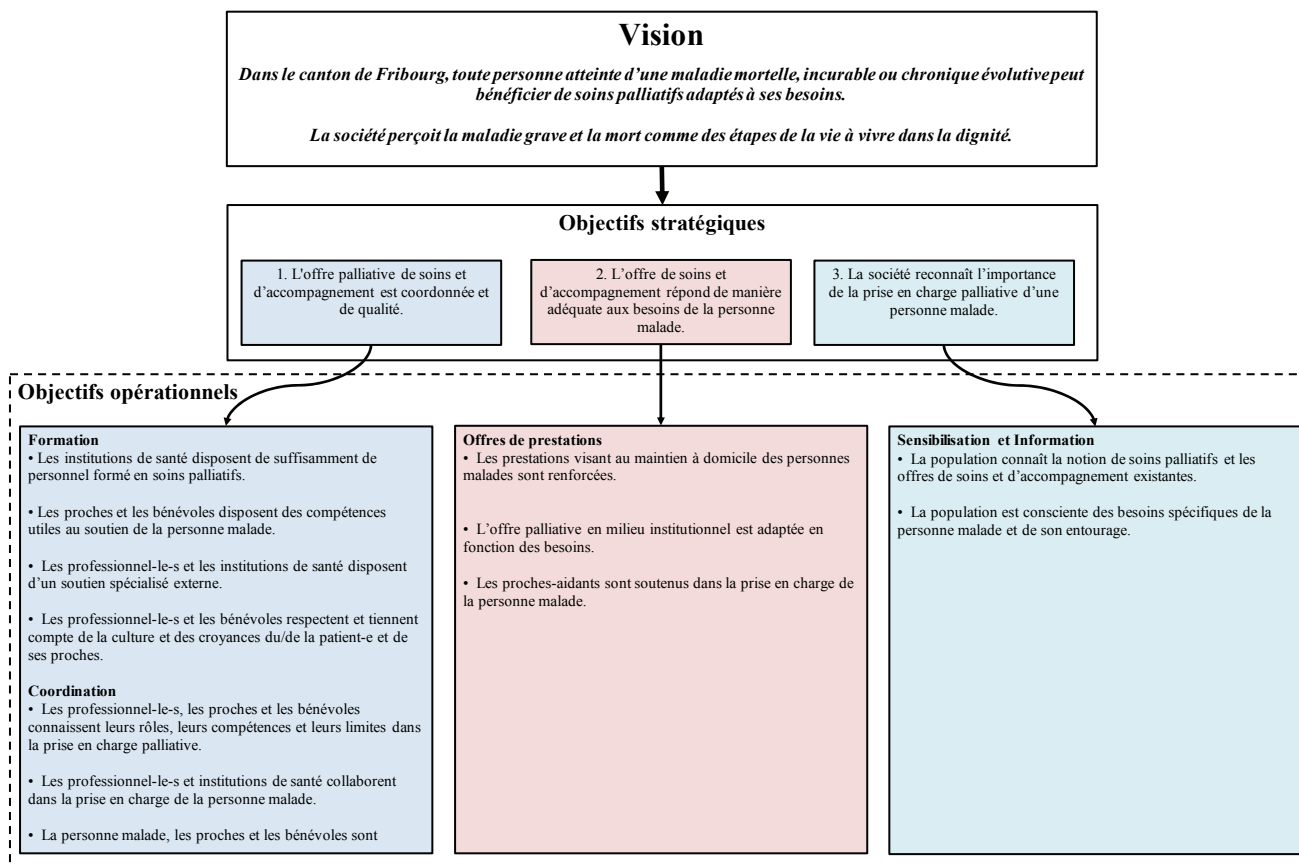 Vision
Dans le canton de Fribourg, toute personne atteinte d’une maladie mortelle, incurable ou chronique évolutive peut
bénéficier de soins palliatifs adaptés à ses besoins.
La société perçoit la maladie grave et la mort comme des étapes de la vie à vivre dans la dignité.
Objectifs stratégiques
1. L'offre palliative de soins et
d’accompagnement est coordonnée et
de qualité.
2. L’offre de soins et
d’accompagnement répond de manière
adéquate aux besoins de la personne
malade.
3. La société reconnaît l’importance
de la prise en charge palliative d’une
personne malade.
Objectifs opérationnels
Formation
• Les institutions de santé disposent de suffisamment de
personnel formé en soins palliatifs.
• Les proches et les bénévoles disposent des compétences
utiles au soutien de la personne malade.
• Les professionnel-le-s et les institutions de santé disposent
d’un soutien spécialisé externe.
• Les professionnel-le-s et les bénévoles respectent et tiennent
compte de la culture et des croyances du/de la patient-e et de
ses proches.
Coordination
• Les professionnel-le-s, les proches et les bénévoles
connaissent leurs rôles, leurs compétences et leurs limites dans
la prise en charge palliative.
• Les professionnel-le-s et institutions de santé collaborent
dans la prise en charge de la personne malade.
• La personne malade, les proches et les bénévoles sont
Offres de prestations
• Les prestations visant au maintien à domicile des personnes
malades sont renforcées.
• L’offre palliative en milieu institutionnel est adaptée en
fonction des besoins.
• Les proches-aidants sont soutenus dans la prise en charge de
la personne malade.
Sensibilisation et Information
• La population connaît la notion de soins palliatifs et les
offres de soins et d’accompagnement existantes.
• La population est consciente des besoins spécifiques de la
personne malade et de son entourage.